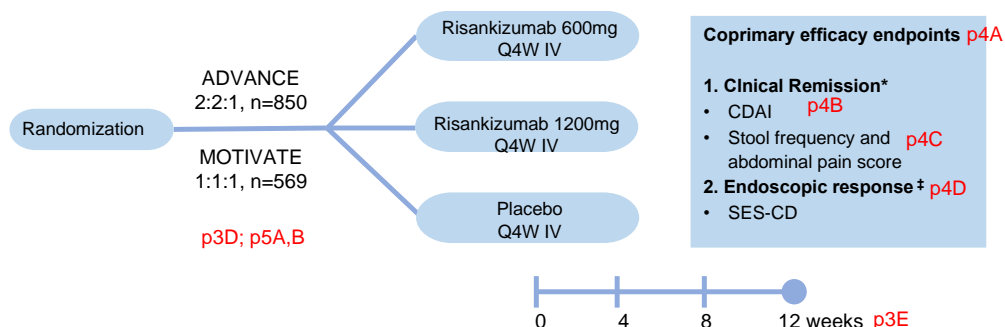 Risankizumab 600mg
Q4W IV
ADVANCE
2:2:1, n=850
Randomization
Risankizumab 1200mg
Q4W IV
MOTIVATE
1:1:1, n=569
Placebo
Q4W IV
p3D; p5A,B
Coprimary efficacy endpoints p4A
1. ClInical Remission*
• CDAI p4B
• Stool frequency and p4C
abdominal pain score
2. Endoscopic response ‡ p4D
• SES-CD
0 4 8 12 weeks p3E